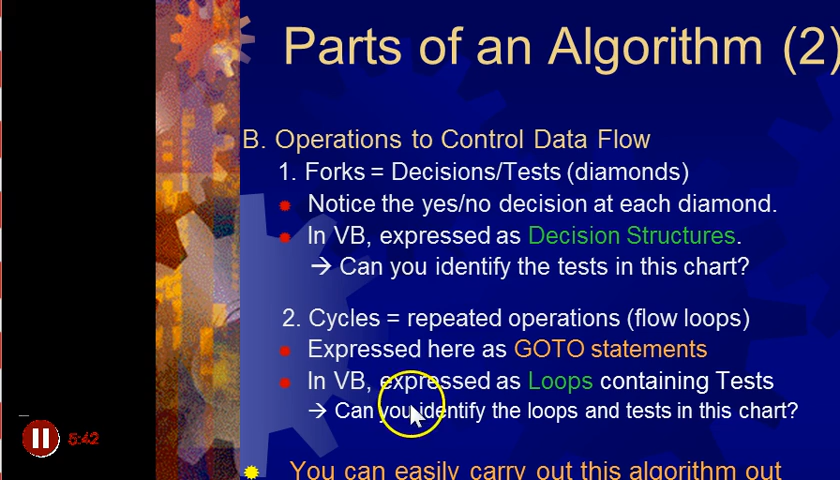 Parts of an Algorithm (2)
B. Operations to Control Data Flow
1. Forks = Decisions/Tests (diamonds)
Notice the yes/no decision at each diamond.
In VB, expressed as Decision Structures.
→ Can you identify the tests in this chart?
2. Cycles = repeated operations (flow loops)
Expressed here as GOTO statements
In VB, expressed as Loops containing Tests
→ Can you identify the loops and tests in this chart?
You can easily carry out this algorithm out
5:42